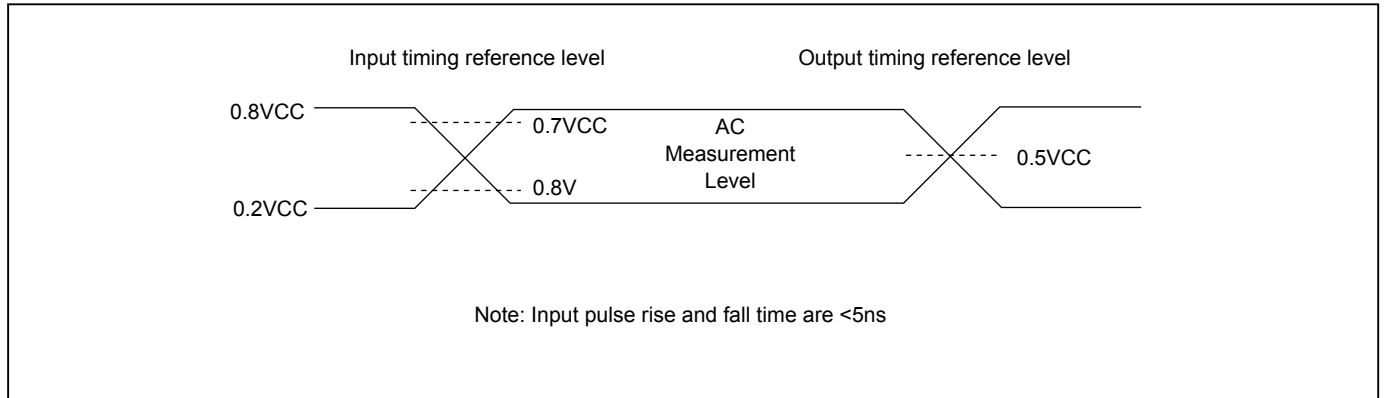 Input timing reference level
Output timing reference level
0.8VCC
0.7VCC
AC
Measurement
Level
0.5VCC
0.8V
0.2VCC
Note: Input pulse rise and fall time are <5ns